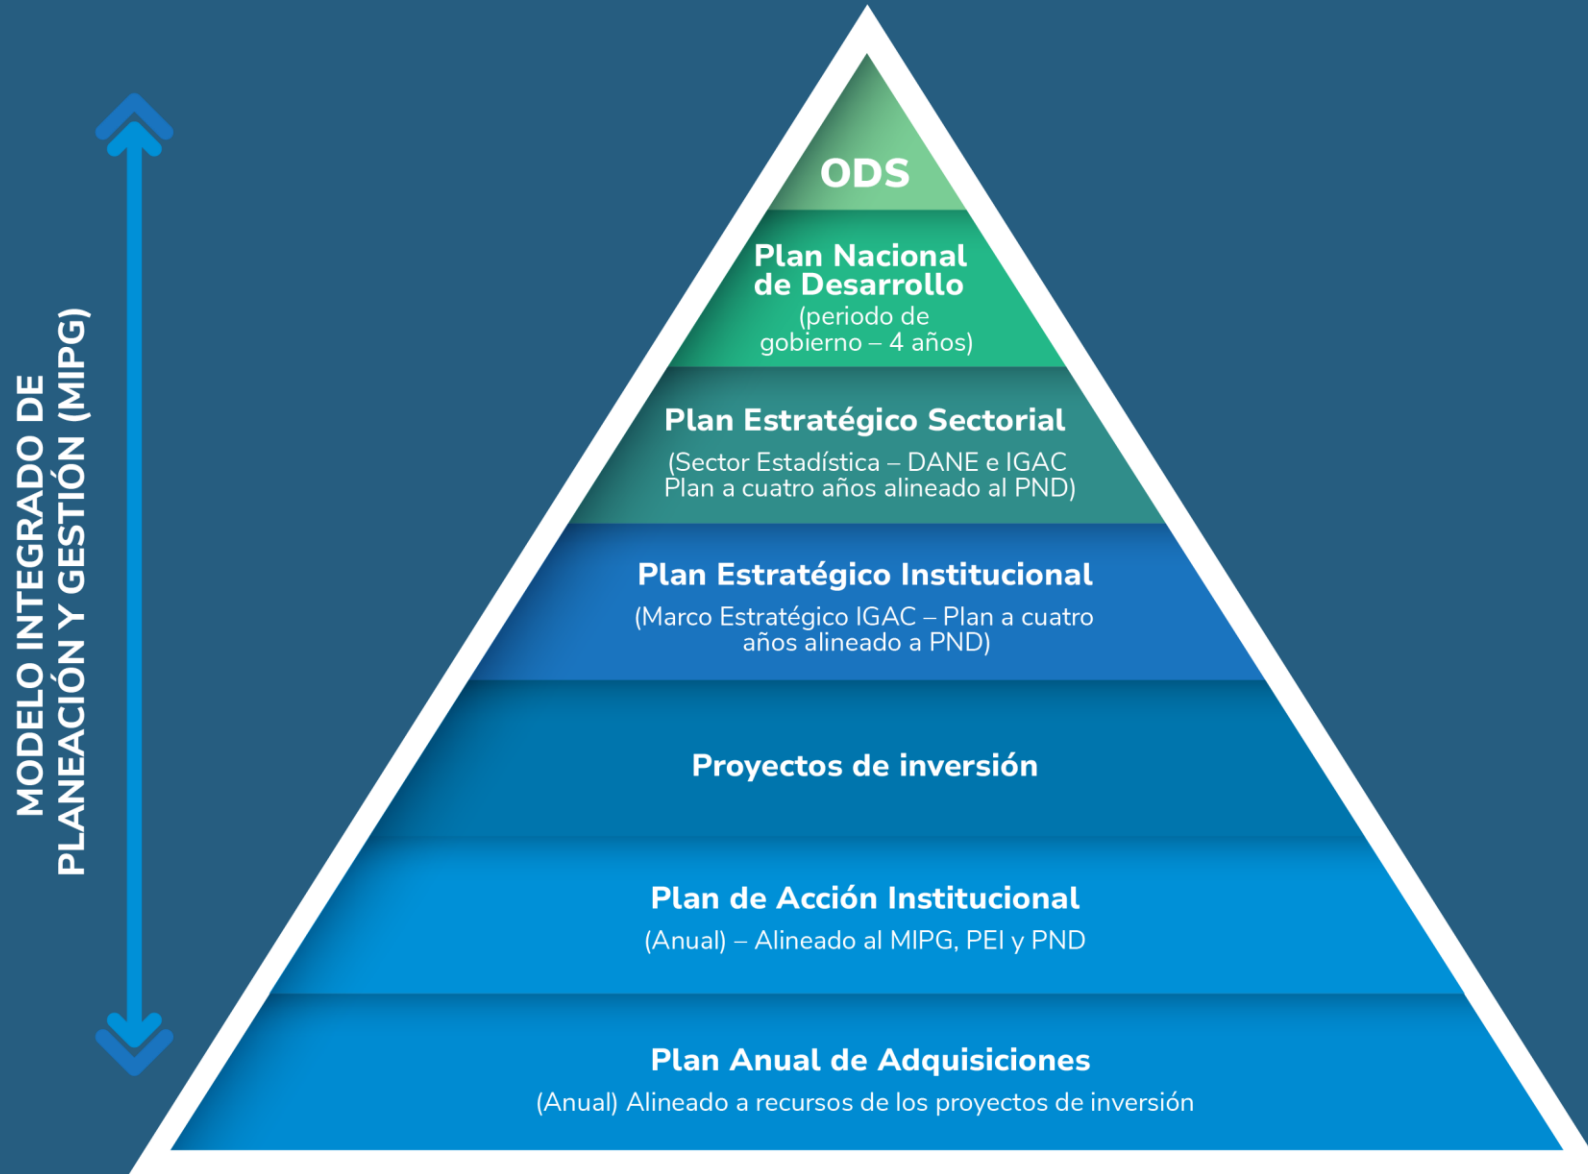 MODELO INTEGRADO DE
PLANEACIÓN Y GESTIÓN (MIPG)
ODS
Plan Nacional
de Desarrollo
(periodo de
gobierno – 4 años)
Plan Estratégico Sectorial
(Sector Estadística – DANE e IGAC
Plan a cuatro años alineado al PND)
Plan Estratégico Institucional
(Marco Estratégico IGAC – Plan a cuatro
años alineado a PND)
Proyectos de inversión
Plan de Acción Institucional
(Anual) – Alineado al MIPG, PEI y PND
Plan Anual de Adquisiciones
(Anual) Alineado a recursos de los proyectos de inversión